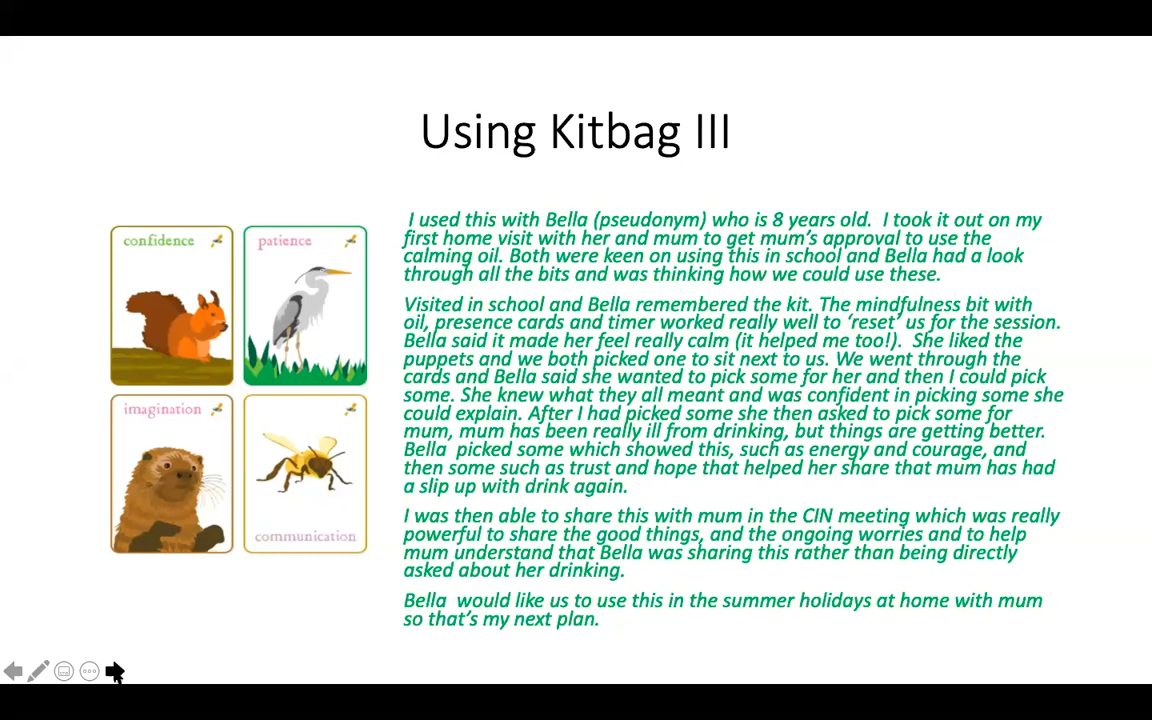 Using Kitbag III
confidence
patience
imagination
communication
I used this with Bella (pseudonym) who is 8 years old.  I took it out on my
first home visit with her and mum to get mum's approval to use the
calming oil. Both were keen on using this in school and Bella had a look
through all the bits and was thinking how we could use these.
Visited in school and Bella remembered the kit. The mindfulness bit with
oil, presence cards and timer worked really well to 'reset' us for the session.
Bella said it made her feel really calm (it helped me too!).  She liked the
puppets and we both picked one to sit next to us. We went through the
cards and Bella said she wanted to pick some for her and then I could pick
some. She knew what they all meant and was confident in picking some she
could explain. After I had picked some she then asked to pick some for
mum, mum has been really ill from drinking, but things are getting better.
Bella  picked some which showed this, such as energy and courage, and
then some such as trust and hope that helped her share that mum has had
a slip up with drink again.
I was then able to share this with mum in the CIN meeting which was really
powerful to share the good things, and the ongoing worries and to help
mum understand that Bella was sharing this rather than being directly
asked about her drinking.
Bella  would like us to use this in the summer holidays at home with mum
so that's my next plan.